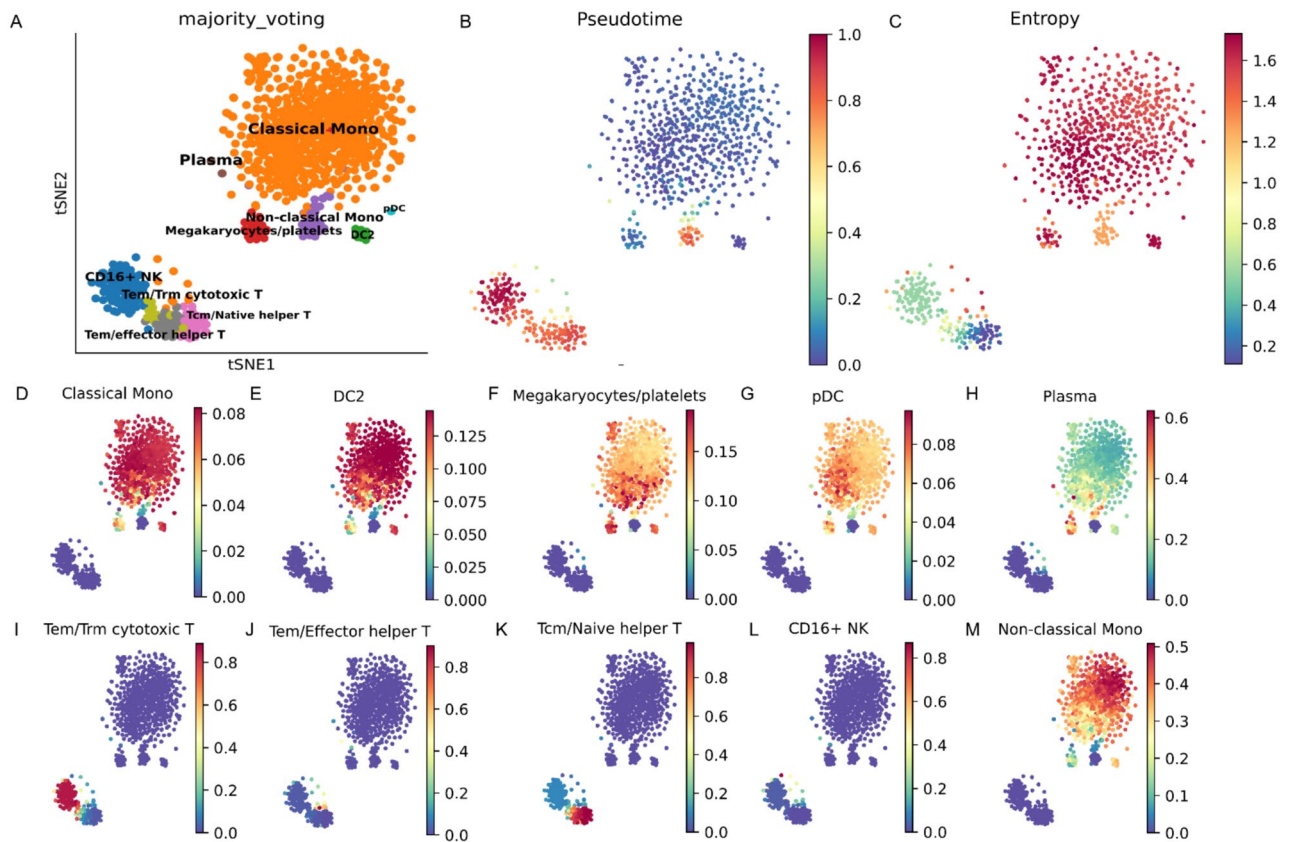 A majority_voting
B Pseudotime
C Entropy
Classical Mono
Plasma
pDC
Non-classical Mono
Megakaryocytes/platelets
DC2
CD16+ NK
Tem/Trm cytotoxic T
Tcm/Native helper T
Tem/effector helper T
tSNE2
tSNE1
1.0
0.8
0.6
0.4
0.2
0.0
1.6
1.4
1.2
1.0
0.8
0.6
0.4
0.2
D Classical Mono
0.08
0.06
0.04
0.02
0.00
E DC2
0.125
0.100
0.075
0.050
0.025
0.000
F Megakaryocytes/platelets
0.15
0.10
0.05
0.00
G pDC
0.08
0.06
0.04
0.02
0.00
H Plasma
0.6
0.4
0.2
0.0
I Tem/Trm cytotoxic T
0.8
0.6
0.4
0.2
0.0
J Tem/Effector helper T
0.8
0.6
0.4
0.2
0.0
K Tcm/Naive helper T
0.8
0.6
0.4
0.2
0.0
L CD16+ NK
0.8
0.6
0.4
0.2
0.0
M Non-classical Mono
0.5
0.4
0.3
0.2
0.1
0.0